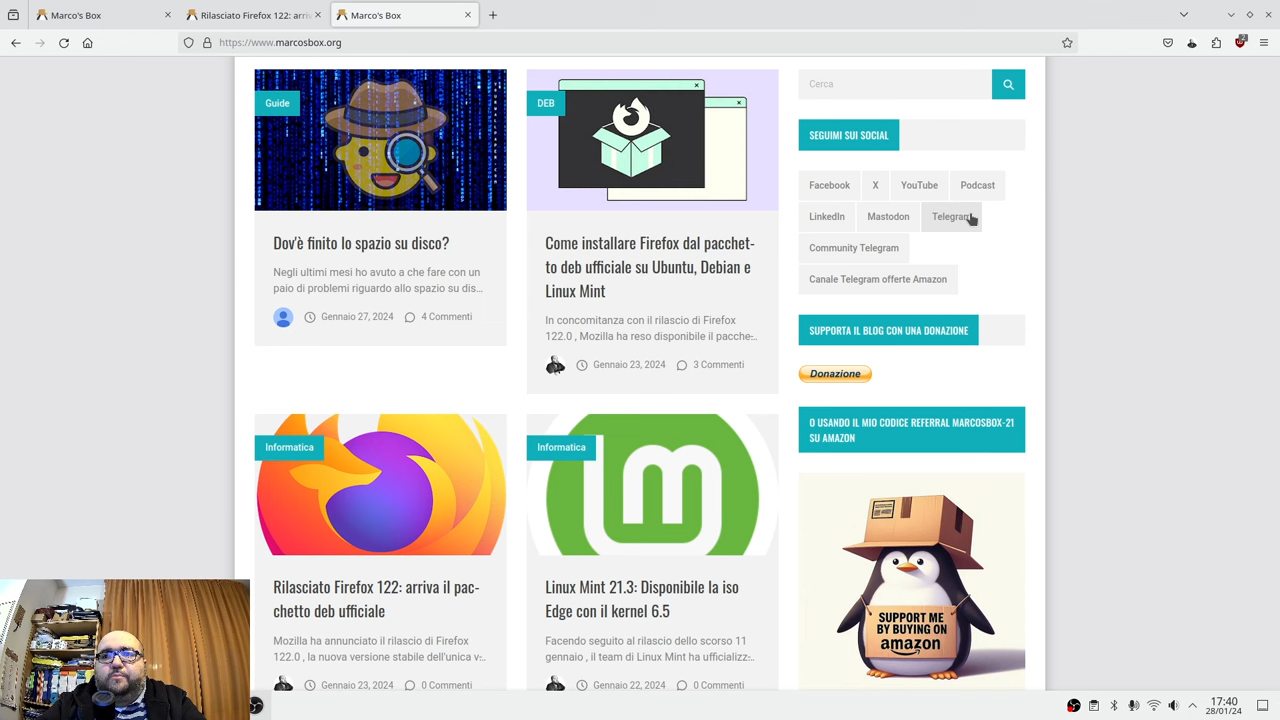 Marco's Box
Rilasciato Firefox 122: arri
Marco's Box
https://www.marcosbox.org
Guide
Dov'è finito lo spazio su disco?
Negli ultimi mesi ho avuto a che fare con un
paio di problemi riguardo allo spazio su dis...
Gennaio 27, 2024
4 Commenti
DEB
Come installare Firefox dal pacchet-
to deb ufficiale su Ubuntu, Debian e
Linux Mint
In concomitanza con il rilascio di Firefox
122.0 , Mozilla ha reso disponibile il pacche-..
Gennaio 23, 2024
3 Commenti
Informatica
Rilasciato Firefox 122: arriva il pac-
chetto deb ufficiale
Mozilla ha annunciato il rilascio di Firefox
122.0 , la nuova versione stabile dell'unica v-..
Gennaio 23, 2024
0 Commenti
Informatica
Linux Mint 21.3: Disponibile la iso
Edge con il kernel 6.5
Facendo seguito al rilascio dello scorso 11
gennaio , il team di Linux Mint ha ufficializz-..
Gennaio 22, 2024
0 Commenti
Cerca
SEGUIMI SUI SOCIAL
Facebook
X
YouTube
Podcast
LinkedIn
Mastodon
Telegram
Community Telegram
Canale Telegram offerte Amazon
SUPPORTA IL BLOG CON UNA DONAZIONE
Donazione
O USANDO IL MIO CODICE REFERRAL MARCOSBOX-21
SU AMAZON
SUPPORT ME
BY BUYING ON
amazon
17:40
28/01/24